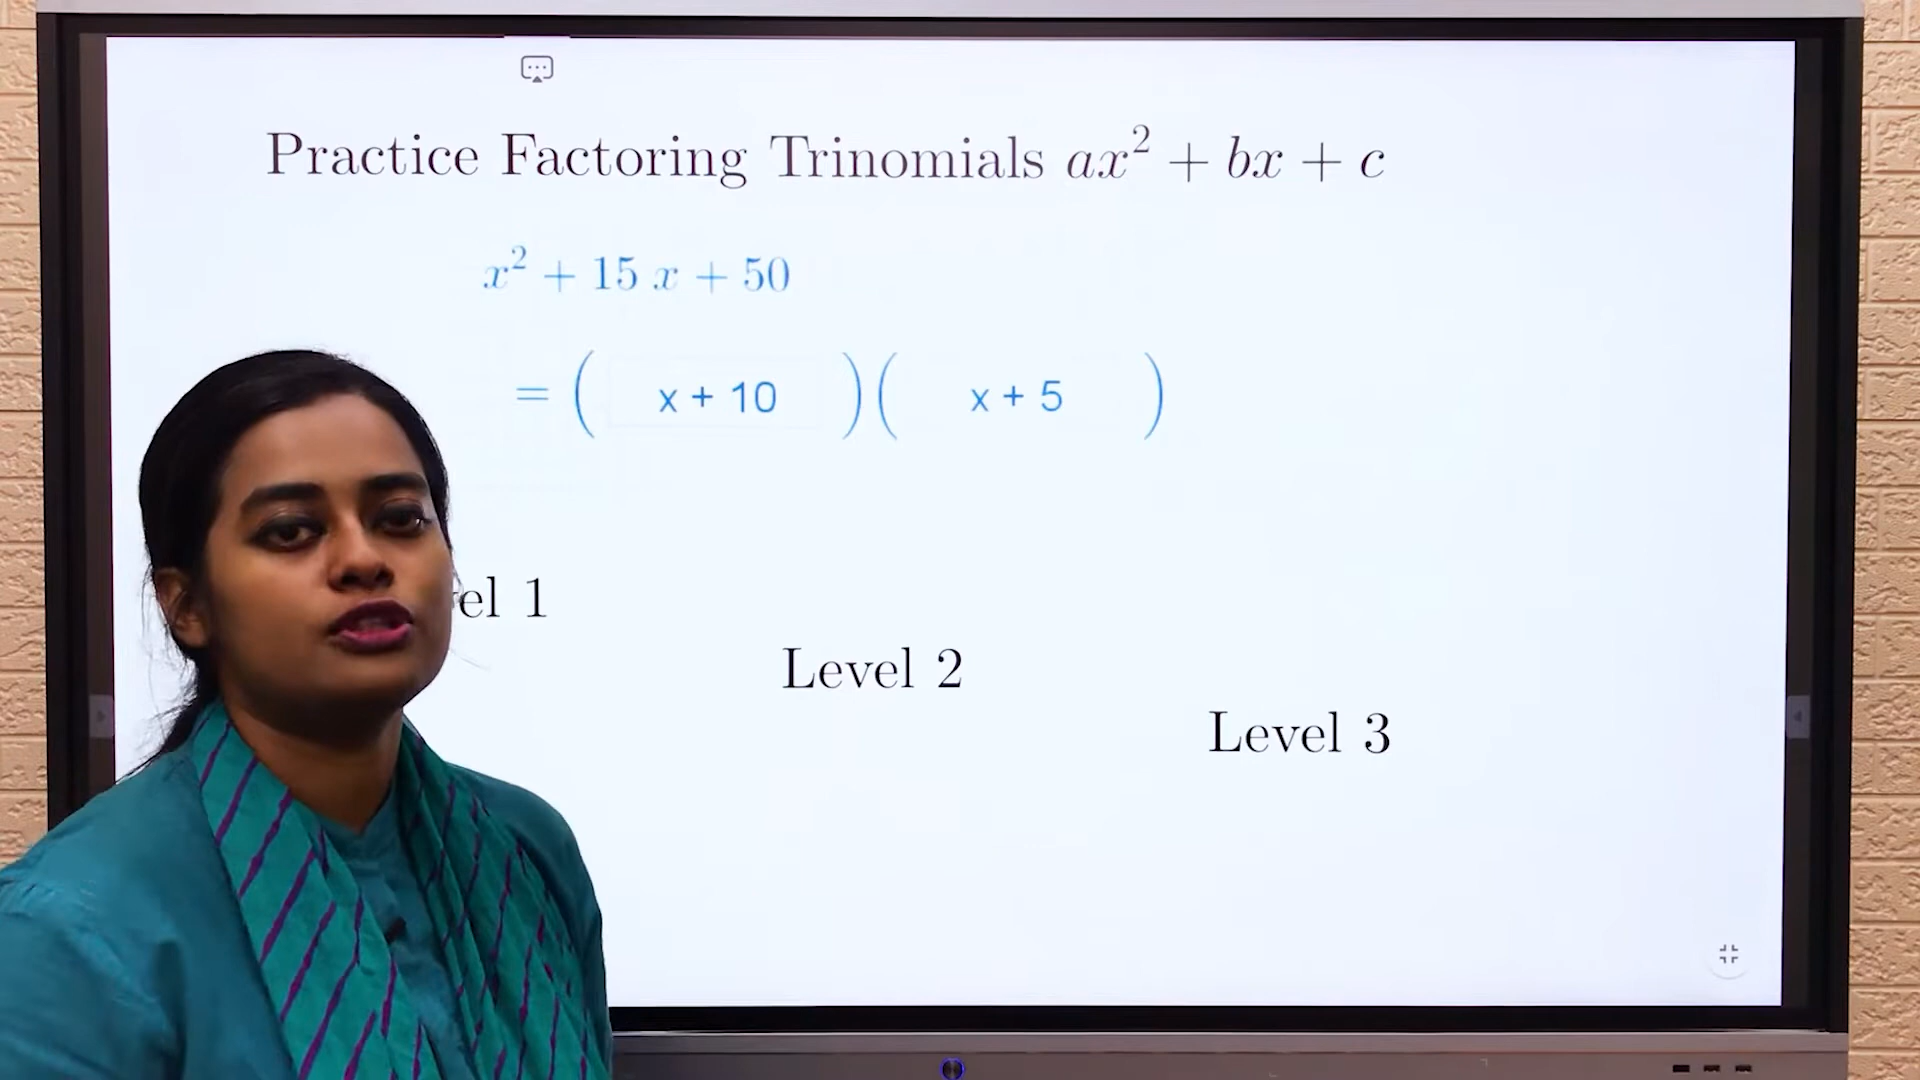 Practice Factoring Trinomials ax² + bx + c
x² + 15 x + 50
= ( x + 10 ) ( x + 5 )
el 1
Level 2
Level 3